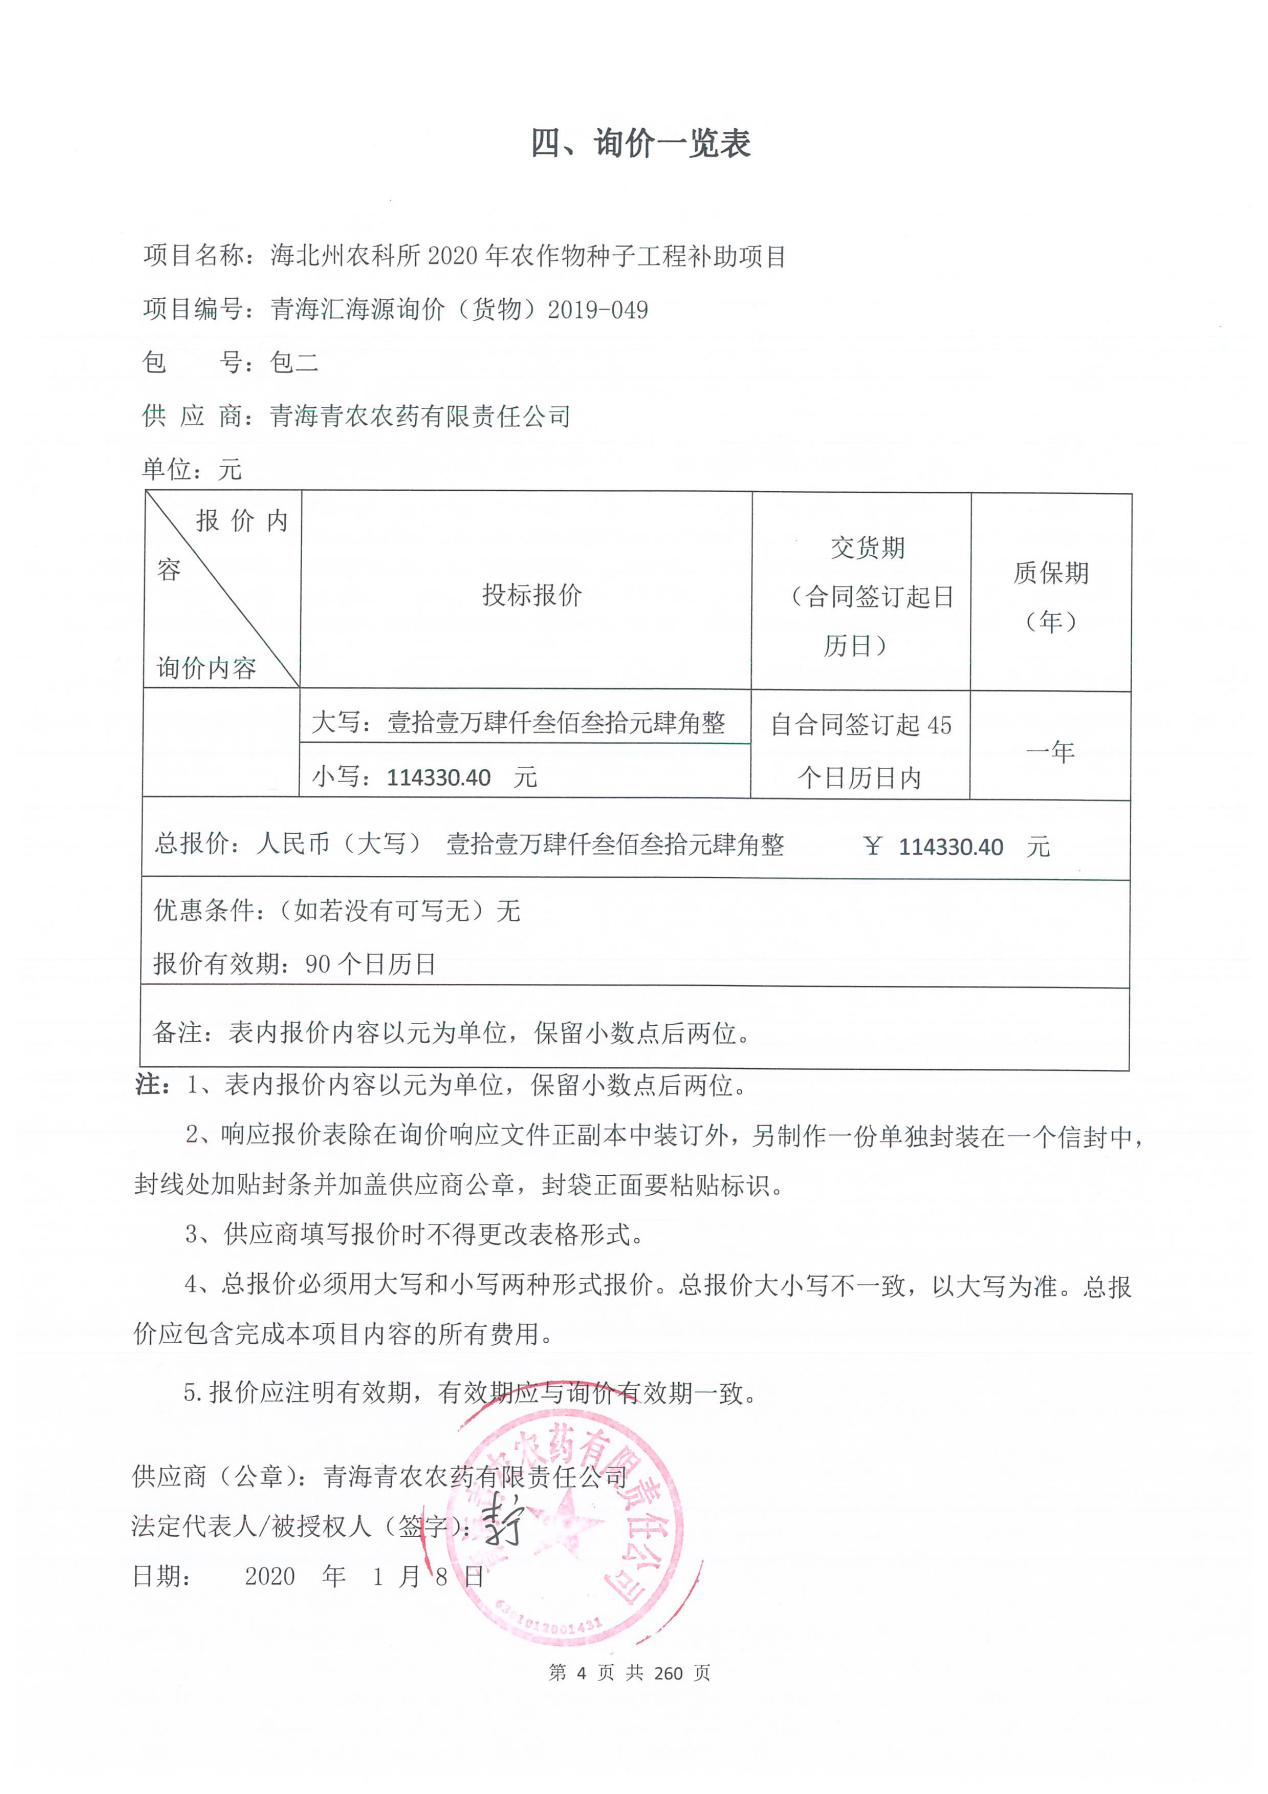 四、询价一览表
项目名称：海北州农科所 2020 年农作物种子工程补助项目
项目编号：青海汇海源询价（货物）2019-049
包　　号：包二
供 应 商：青海青农农药有限责任公司
单位：元
报 价 内
容
询价内容
投标报价
交货期
（合同签订起日
历日）
质保期
（年）
大写：壹拾壹万肆仟叁佰叁拾元肆角整
小写：114330.40 元
自合同签订起 45
个日历日内
一年
总报价：人民币（大写） 壹拾壹万肆仟叁佰叁拾元肆角整 ￥ 114330.40 元
优惠条件：（如若没有可写无）无
报价有效期：90 个日历日
备注：表内报价内容以元为单位，保留小数点后两位。
注：1、表内报价内容以元为单位，保留小数点后两位。
2、响应报价表除在询价响应文件正副本中装订外，另制作一份单独封装在一个信封中，
封线处加贴封条并加盖供应商公章，封袋正面要粘贴标识。
3、供应商填写报价时不得更改表格形式。
4、总报价必须用大写和小写两种形式报价。总报价大小写不一致，以大写为准。总报
价应包含完成本项目内容的所有费用。
5.报价应注明有效期，有效期应与询价有效期一致。
供应商（公章）：青海青农农药有限责任公司
法定代表人/被授权人（签字）：
日期： 2020 年 1 月 8 日
青海青农农药有限责任公司
6301012001431
第 4 页 共 260 页